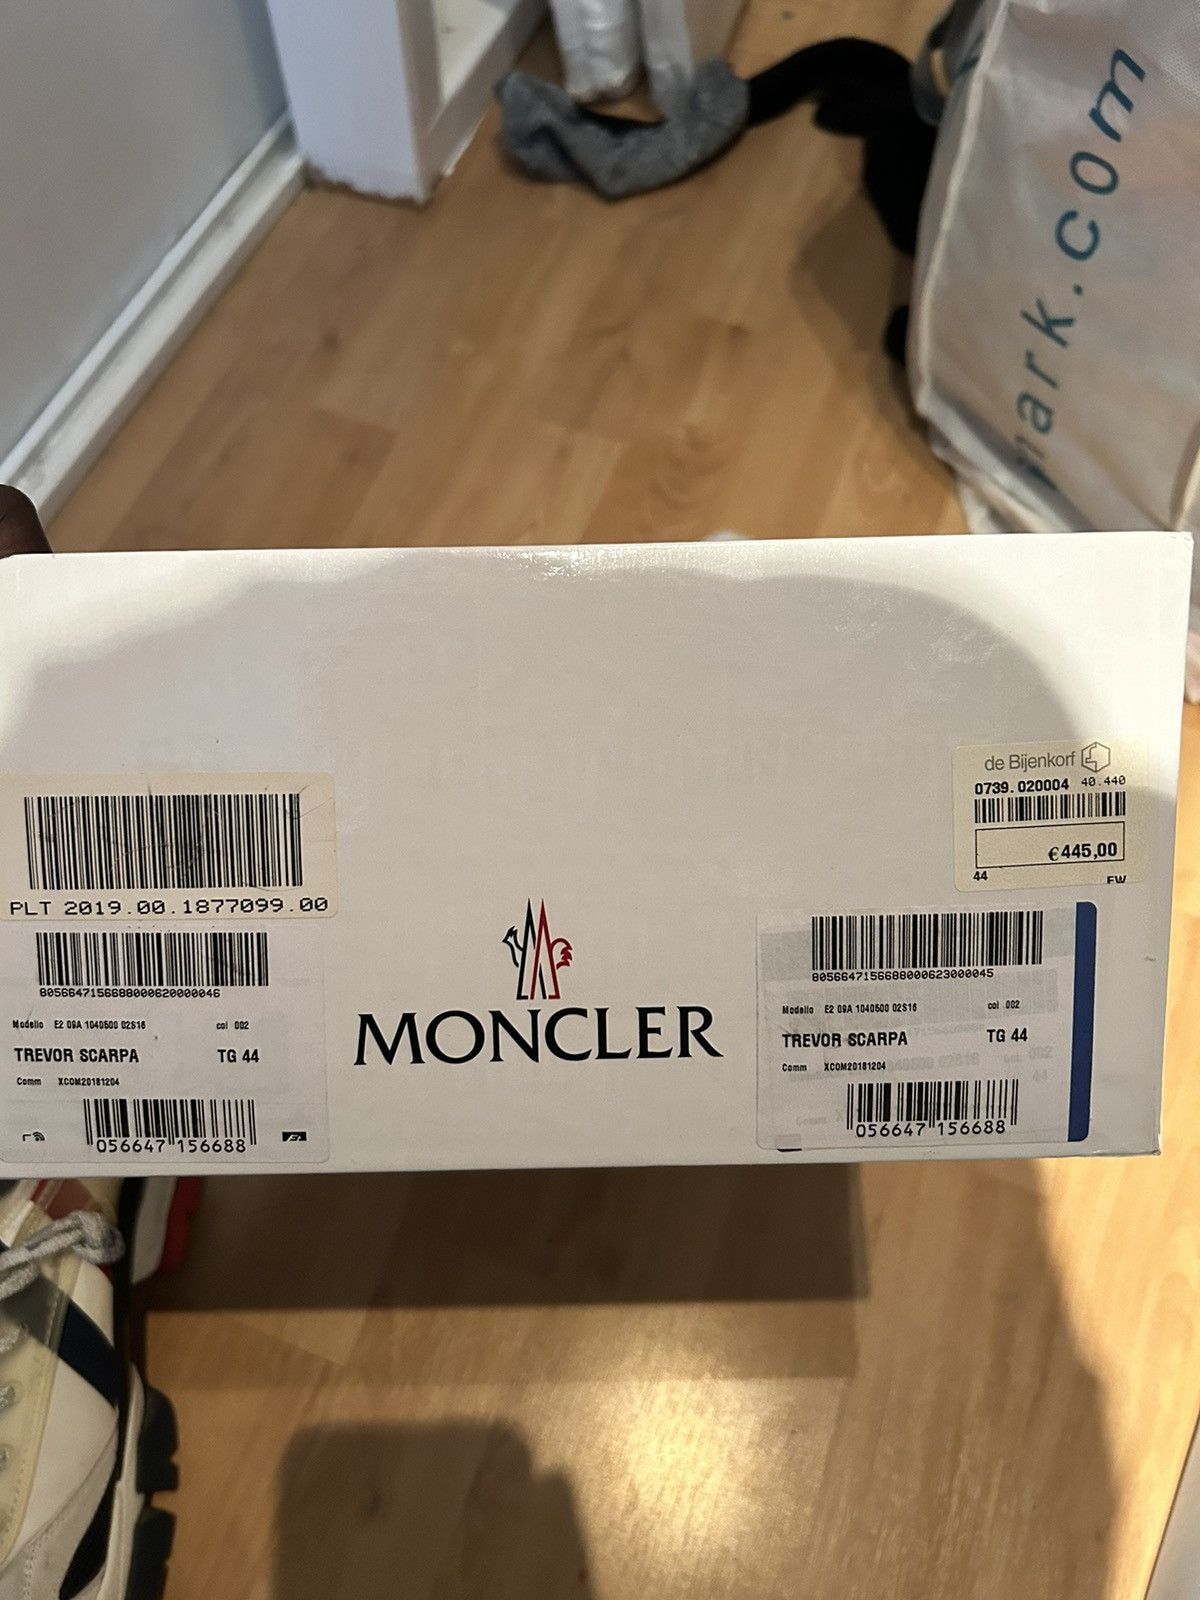 mark.com
de Bijenkorf
0739.020004 40.440
€445,00
44 EW
PLT 2019.00.1877099.00
8056647156688000620000046
Modello E2 09A 1040500 02S16 col 002
TREVOR SCARPA TG 44
Comm XCOM20181204
056647 156688
MONCLER
8056647156688000623000045
Modello E2 09A 1040500 02S16 col 002
TREVOR SCARPA TG 44
Comm XCOM20181204
056647 156688